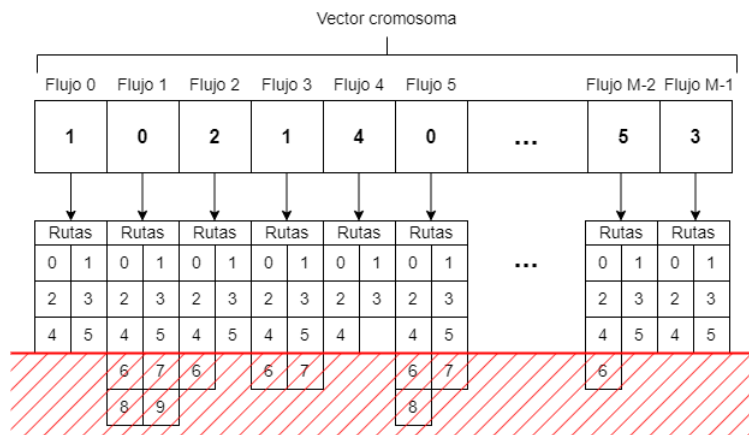 Vector cromosoma
Flujo 0 Flujo 1 Flujo 2 Flujo 3 Flujo 4 Flujo 5 Flujo M-2 Flujo M-1
1 0 2 1 4 0 ... 5 3
Rutas Rutas Rutas Rutas Rutas Rutas Rutas Rutas
0 1 0 1 0 1 0 1 0 1 0 1 ... 0 1 0 1
2 3 2 3 2 3 2 3 2 3 2 3 2 3 2 3
4 5 4 5 4 5 4 5 4 4 5 4 5 4 5
6 7 6 6 7 6 7 6
8 9 8